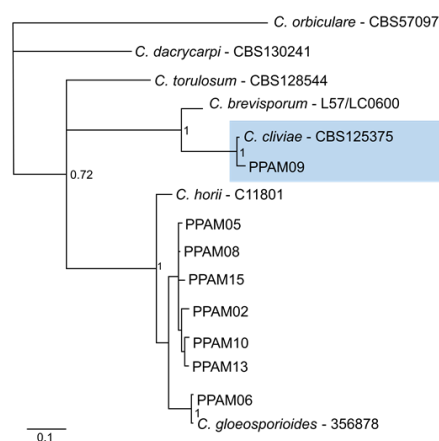 C. orbiculare - CBS57097
C. dacrycarpi - CBS130241
C. torulosum - CBS128544
C. brevisporum - L57/LC0600
1
C. cliviae - CBS125375
1
PPAM09
0.72
C. horii - C11801
PPAM05
PPAM08
1
PPAM15
PPAM02
PPAM10
PPAM13
PPAM06
1
C. gloeosporioides - 356878
0.1